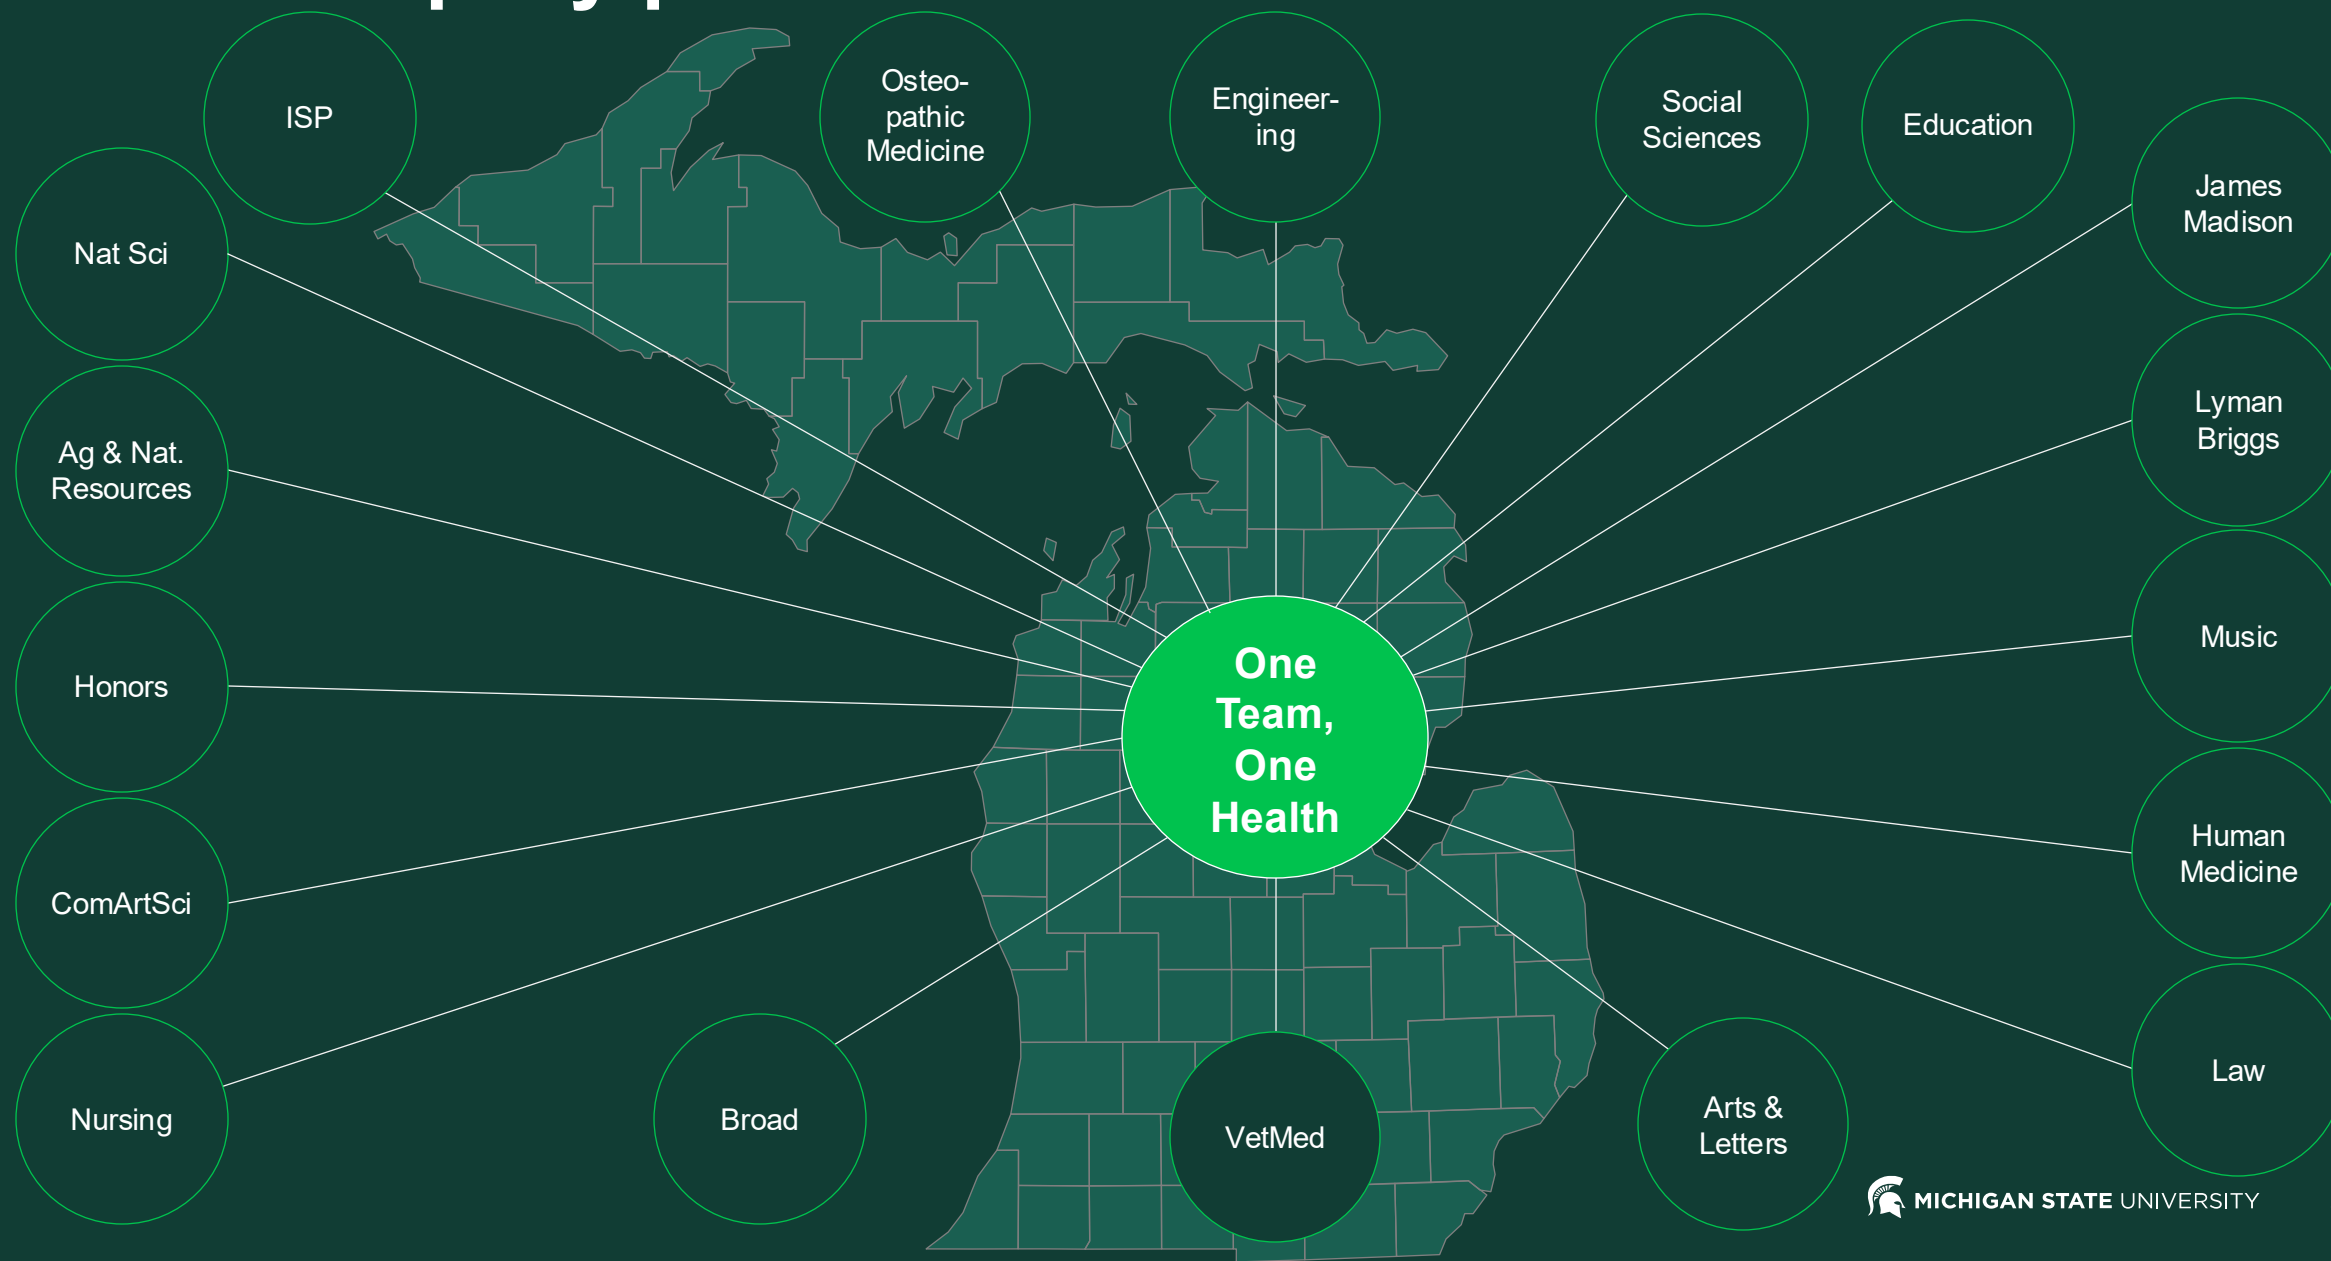 ISP
Osteo-
pathic
Medicine
Engineer-
ing
Social
Sciences
Education
James
Madison
Nat Sci
Lyman
Briggs
Ag & Nat.
Resources
Music
Honors
One
Team,
One
Health
Human
Medicine
ComArtSci
Law
Nursing
Broad
VetMed
Arts &
Letters
MICHIGAN STATE UNIVERSITY